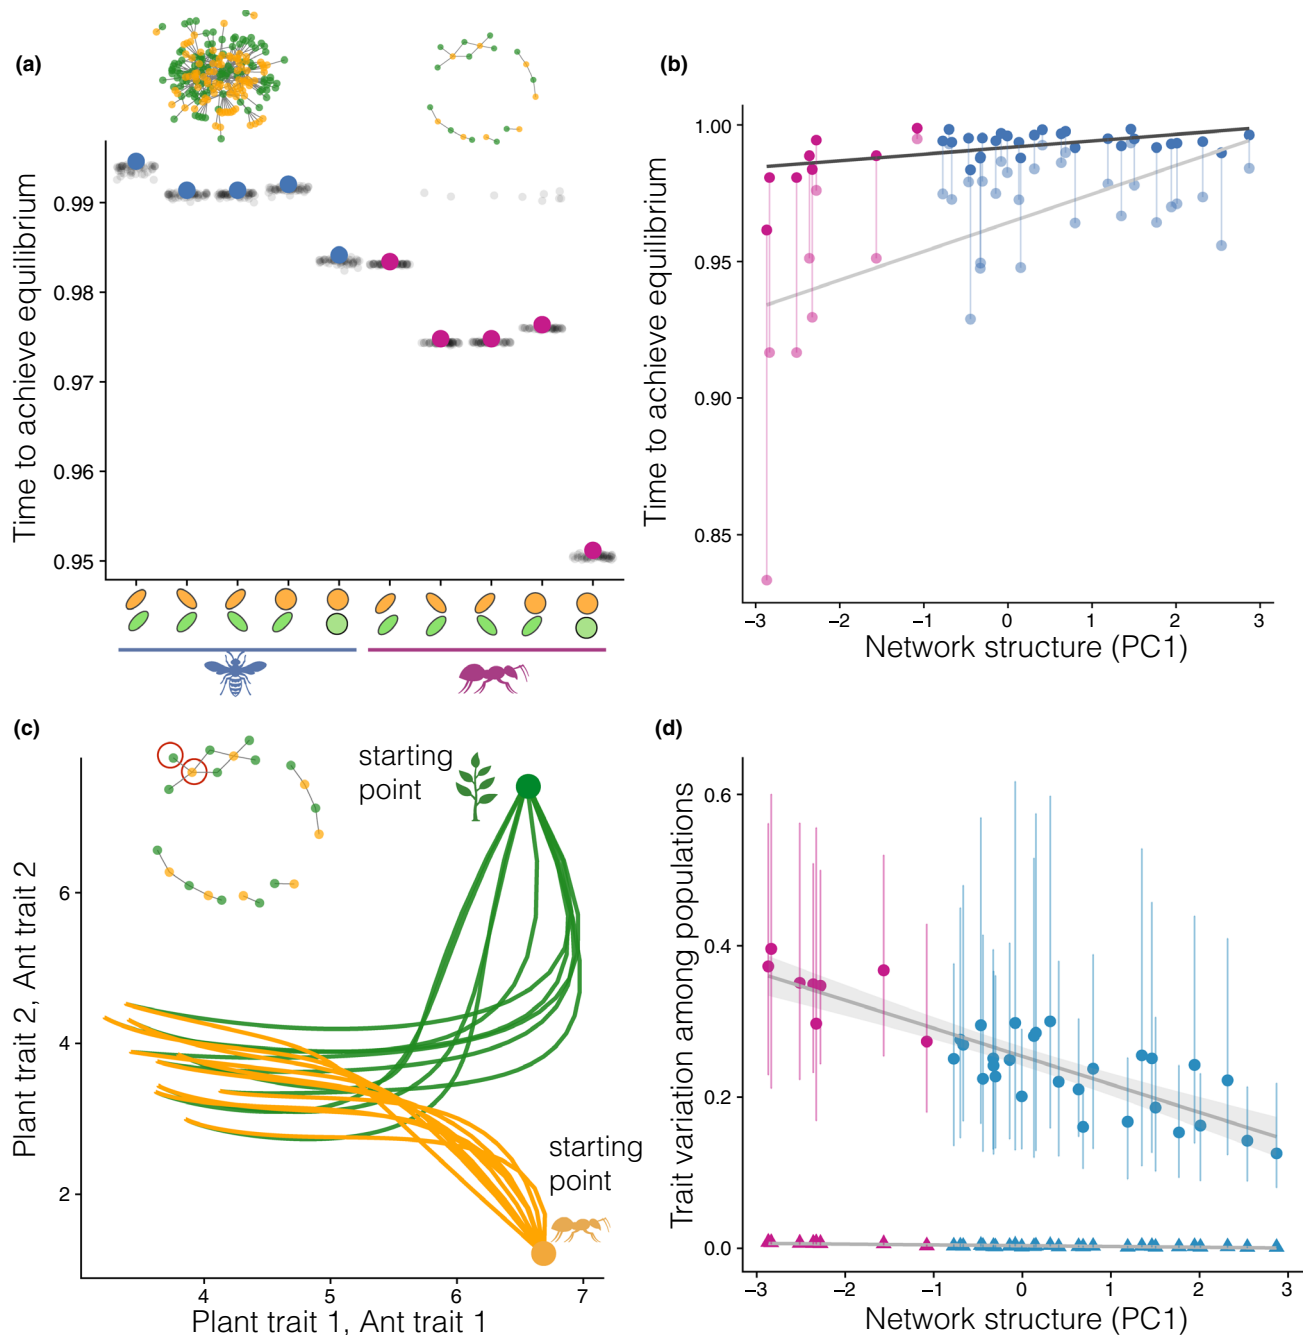 (a)
Time to achieve equilibrium
0.99
0.98
0.97
0.96
0.95
(b)
Time to achieve equilibrium
1.00
0.95
0.90
0.85
−3
−2
−1
0
1
2
3
Network structure (PC1)
(c)
starting
point
Plant trait 2, Ant trait 2
6
4
2
starting
point
4
5
6
7
Plant trait 1, Ant trait 1
(d)
Trait variation among populations
0.6
0.4
0.2
0.0
−3
−2
−1
0
1
2
3
Network structure (PC1)